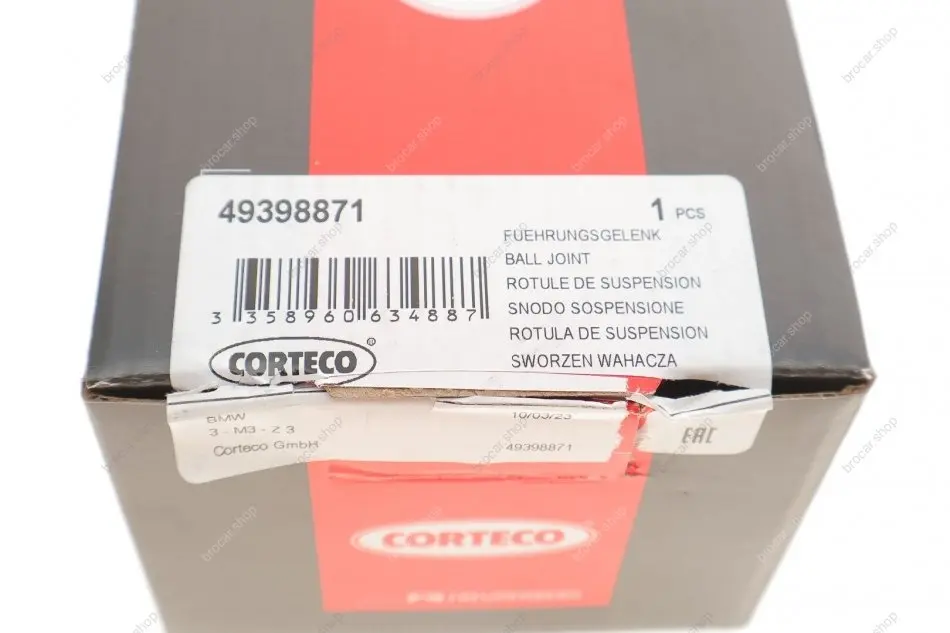 49398871
1 PCS
FUEHRUNGSGELENK
BALL JOINT
ROTULE DE SUSPENSION
SNODO SOSPENSIONE
ROTULA DE SUSPENSION
SWORZEN WAHACZA
3 358960 634887
CORTECO®
BMW
3 - M3 - Z 3
Corteco GmbH
10/03/23
49398871
EAC
CORTECO
brocar.shop